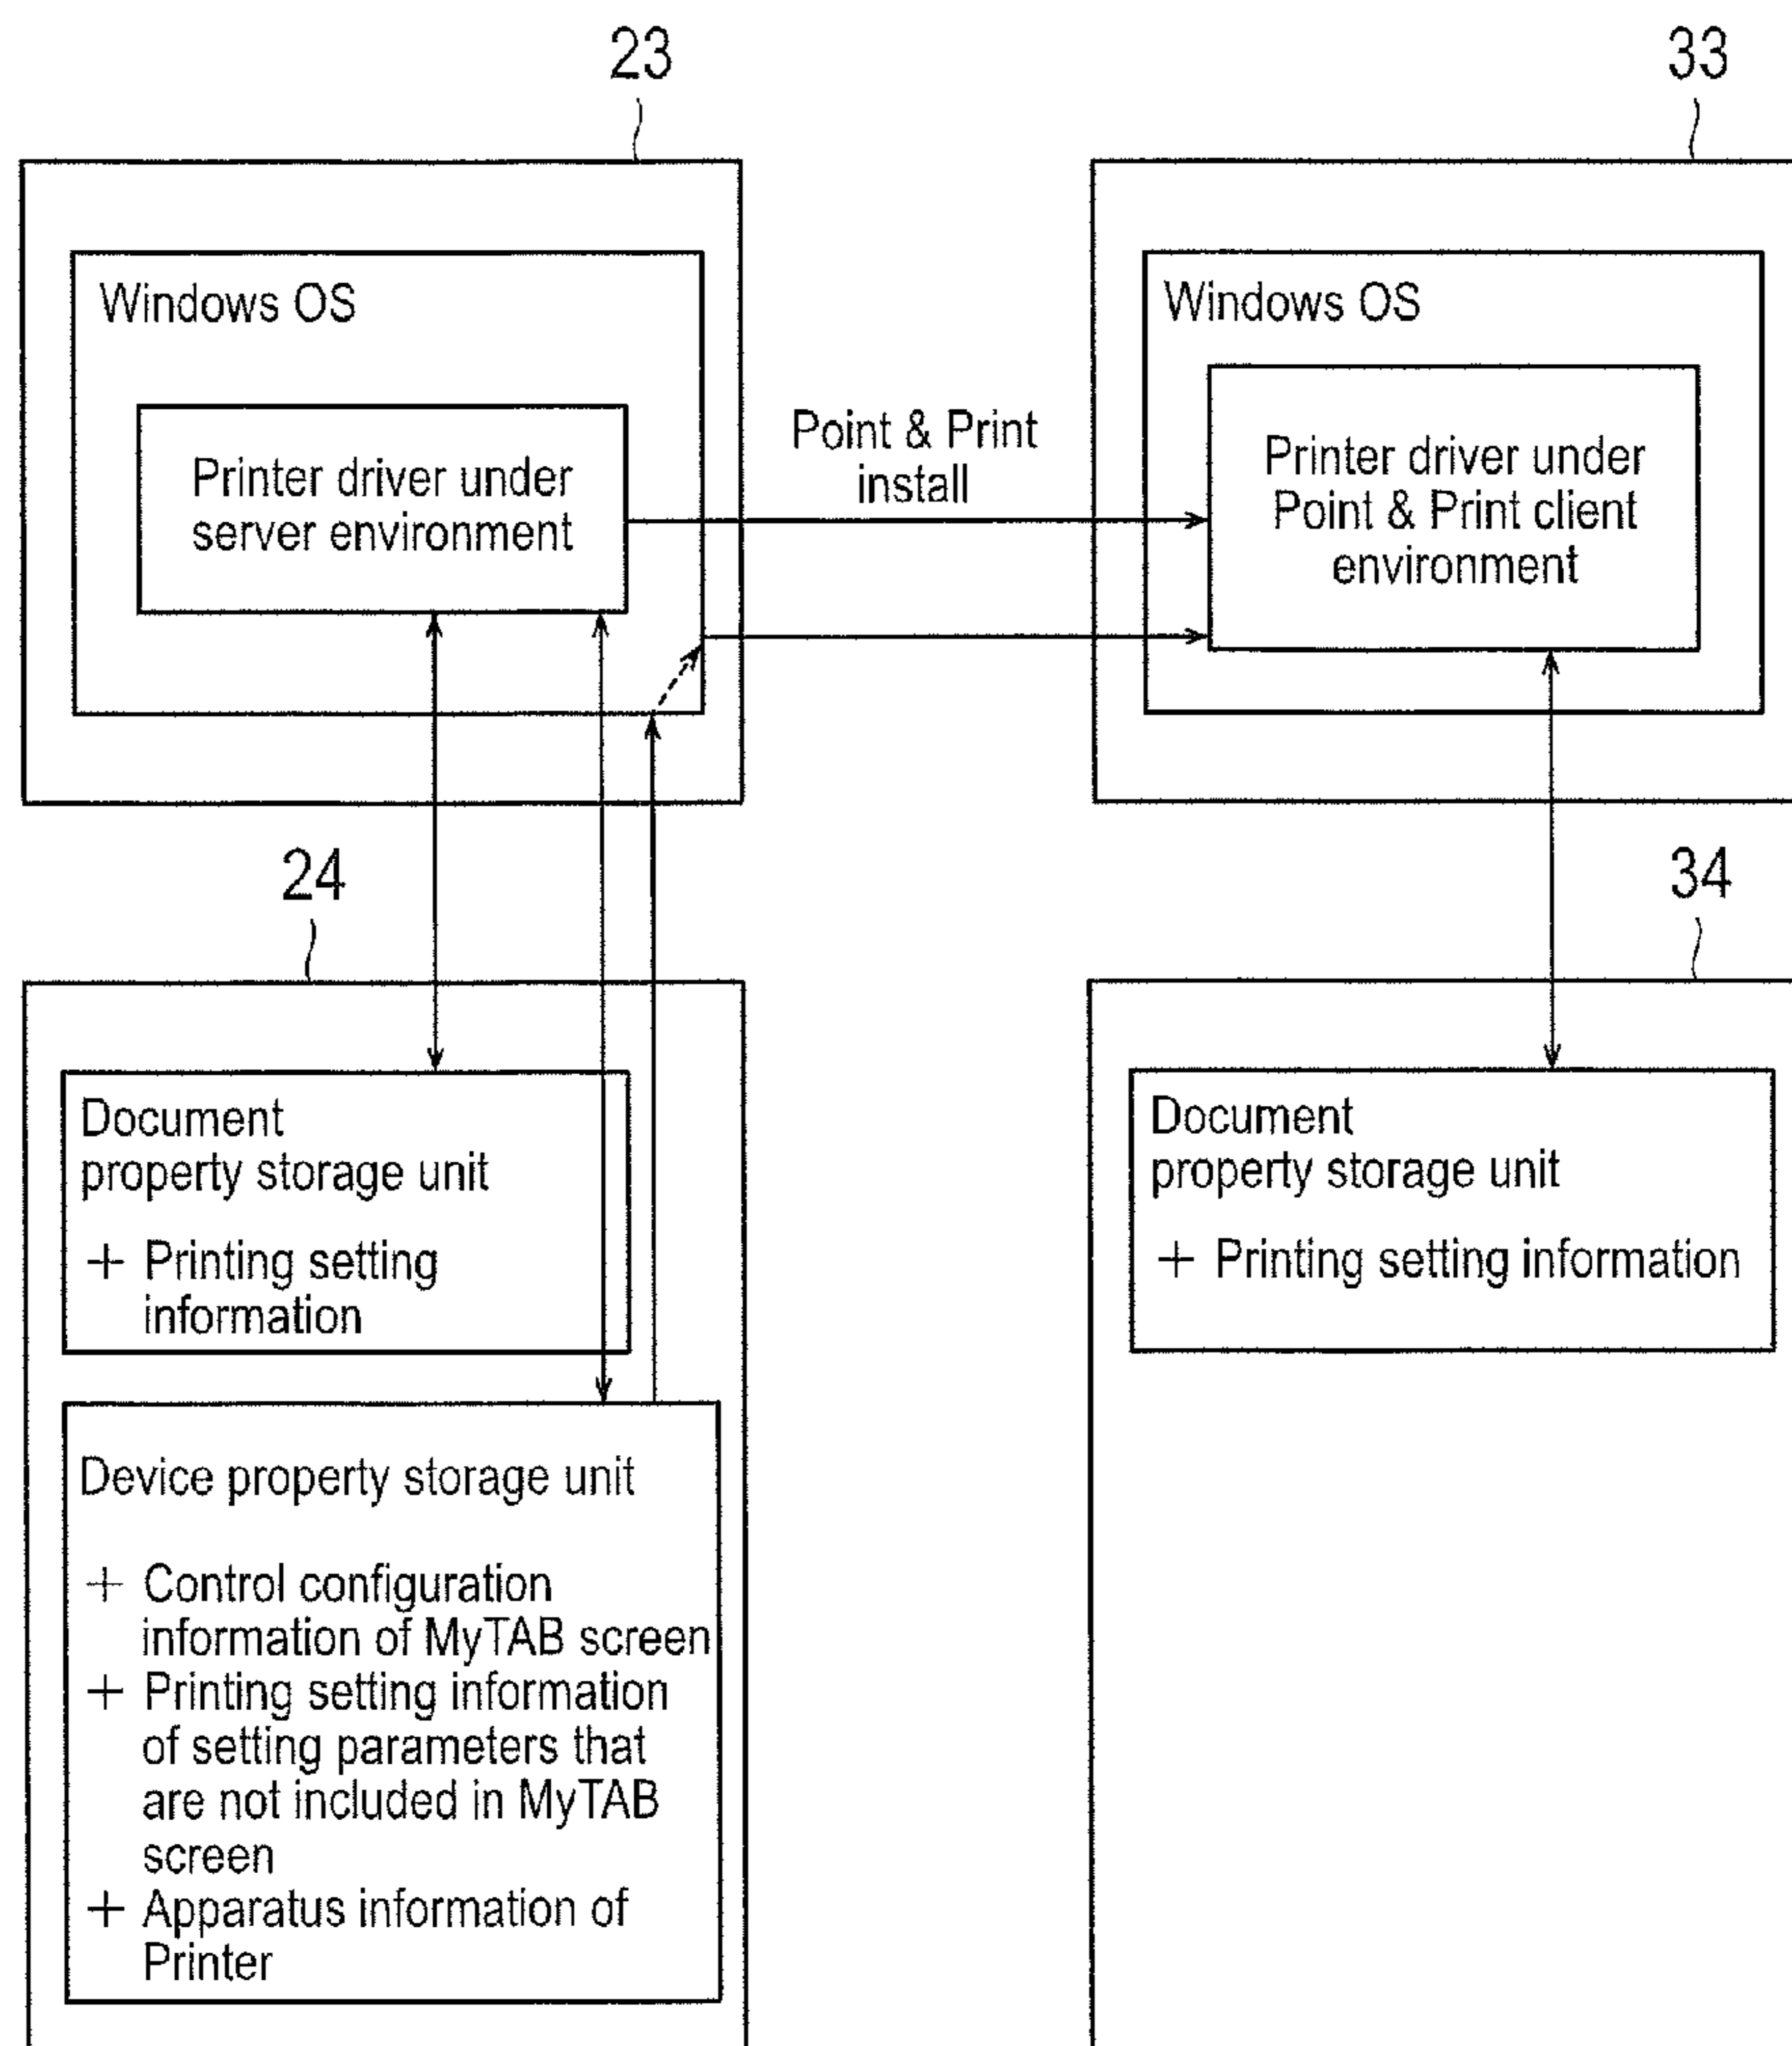 23
33
Windows OS
Printer driver under
server environment
Point & Print
install
Windows OS
Printer driver under
Point & Print client
environment
24
34
Document
property storage unit
+ Printing setting
information
Device property storage unit
+ Control configuration
information of MyTAB screen
+ Printing setting information
of setting parameters that
are not included in MyTAB
screen
+ Apparatus information of
Printer
Document
property storage unit
+ Printing setting information